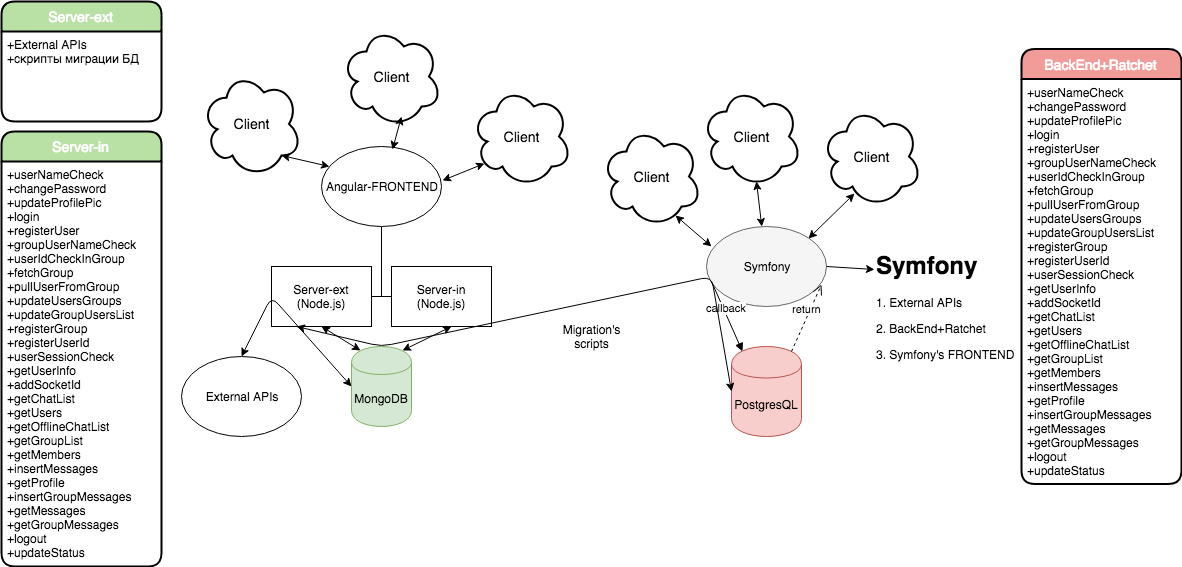 Server-ext
+External APIs
+скрипты миграции БД
Server-in
+userNameCheck
+changePassword
+updateProfilePic
+login
+registerUser
+groupUserNameCheck
+userIdCheckInGroup
+fetchGroup
+pullUserFromGroup
+updateUsersGroups
+updateGroupUsersList
+registerGroup
+registerUserId
+userSessionCheck
+getUserInfo
+addSocketId
+getChatList
+getUsers
+getOfflineChatList
+getGroupList
+getMembers
+insertMessages
+getProfile
+insertGroupMessages
+getMessages
+getGroupMessages
+logout
+updateStatus
Client
Client
Client
Angular-FRONTEND
Server-ext
(Node.js)
Server-in
(Node.js)
External APIs
MongoDB
Migration's
scripts
Client
Client
Client
Symfony
callback
return
PostgresQL
Symfony
1. External APIs
2. BackEnd+Ratchet
3. Symfony's FRONTEND
BackEnd+Ratchet
+userNameCheck
+changePassword
+updateProfilePic
+login
+registerUser
+groupUserNameCheck
+userIdCheckInGroup
+fetchGroup
+pullUserFromGroup
+updateUsersGroups
+updateGroupUsersList
+registerGroup
+registerUserId
+userSessionCheck
+getUserInfo
+addSocketId
+getChatList
+getUsers
+getOfflineChatList
+getGroupList
+getMembers
+insertMessages
+getProfile
+insertGroupMessages
+getMessages
+getGroupMessages
+logout
+updateStatus